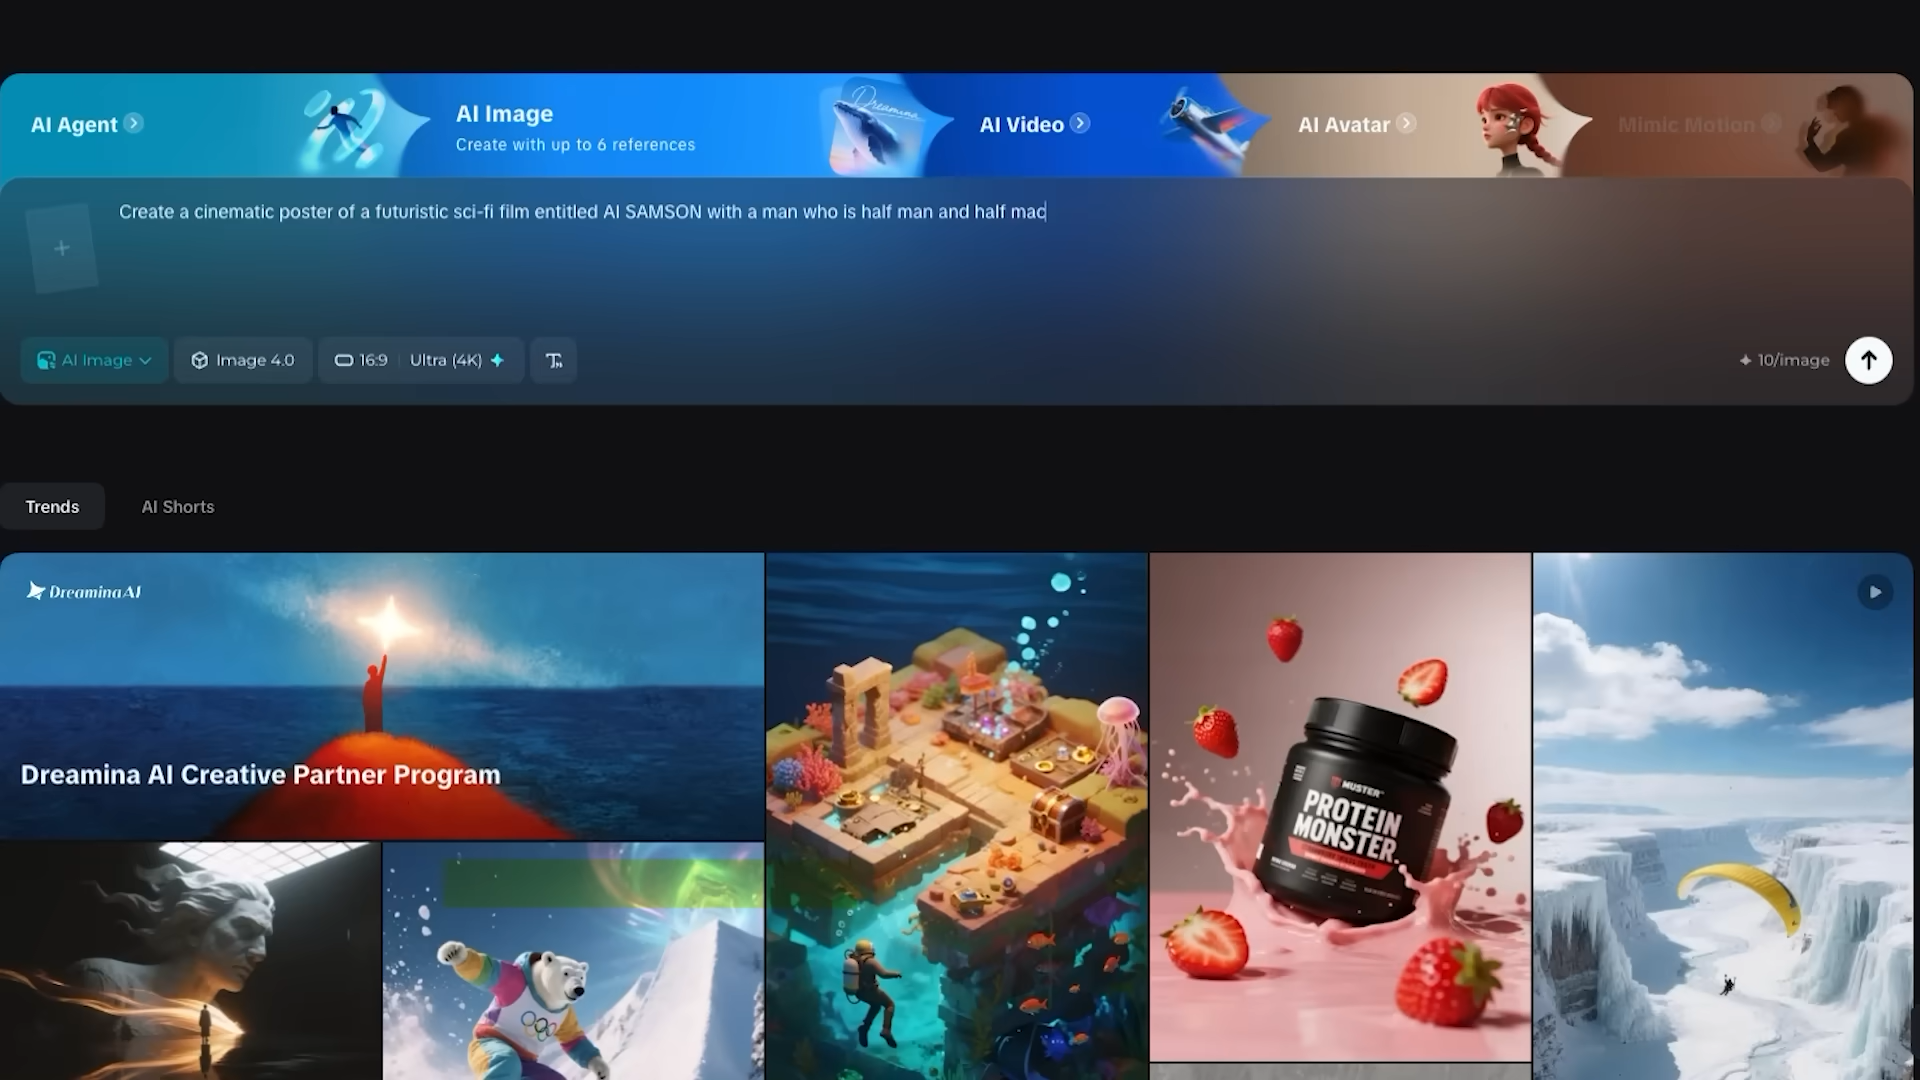 AI Agent
AI Image
Create with up to 6 references
Dreamina
AI Video
AI Avatar
Mimic Motion
Create a cinematic poster of a futuristic sci-fi film entitled AI SAMSON with a man who is half man and half mac
AI Image
Image 4.0
16:9
Ultra (4K)
10/image
Trends
AI Shorts
Dreamina AI
Dreamina AI Creative Partner Program
MUSTER
PROTEIN
MONSTER